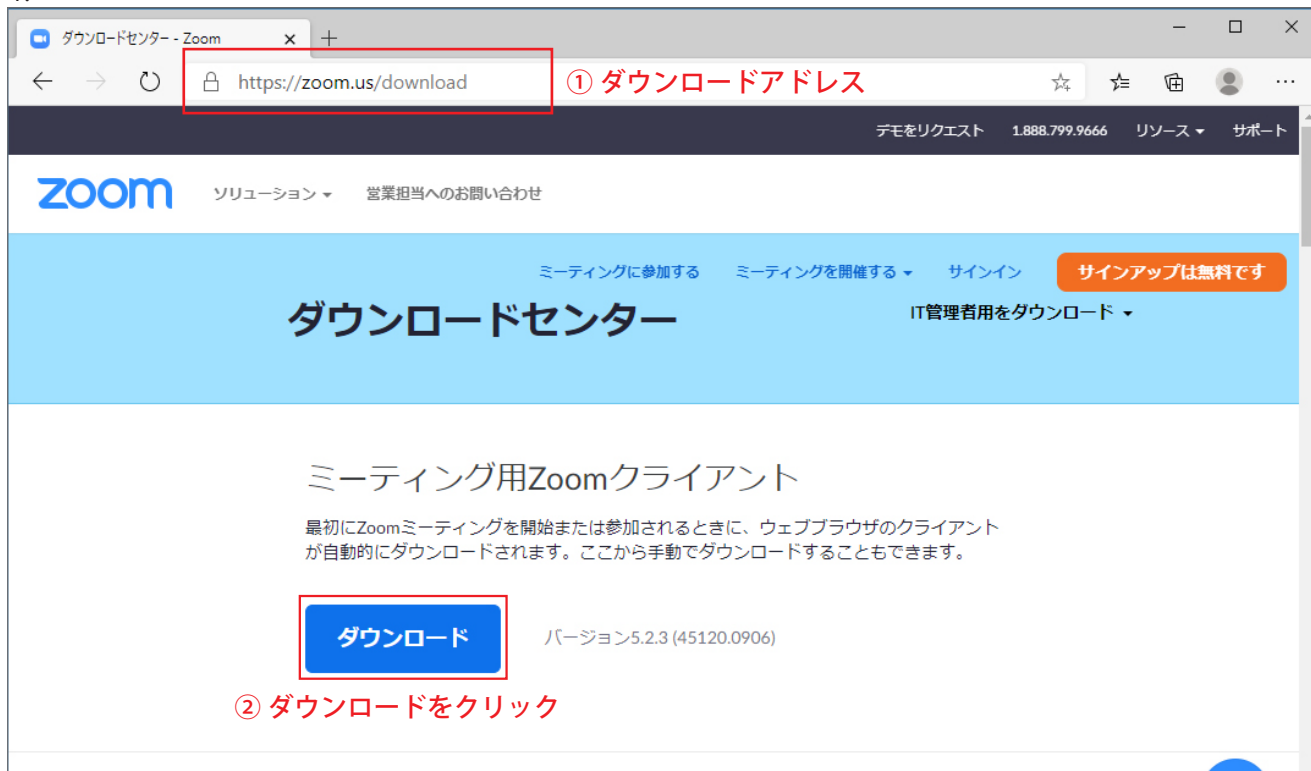 ダウンロードセンター - Zoom
https://zoom.us/download
① ダウンロードアドレス
デモをリクエスト 1.888.799.9666 リソース サポート
zoom ソリューション 営業担当へのお問い合わせ
ミーティングに参加する ミーティングを開催する サインイン サインアップは無料です
ダウンロードセンター IT管理者用をダウンロード
ミーティング用Zoomクライアント
最初にZoomミーティングを開始または参加されるときに、ウェブブラウザのクライアント
が自動的にダウンロードされます。ここから手動でダウンロードすることもできます。
ダウンロード バージョン5.2.3 (45120.0906)
② ダウンロードをクリック